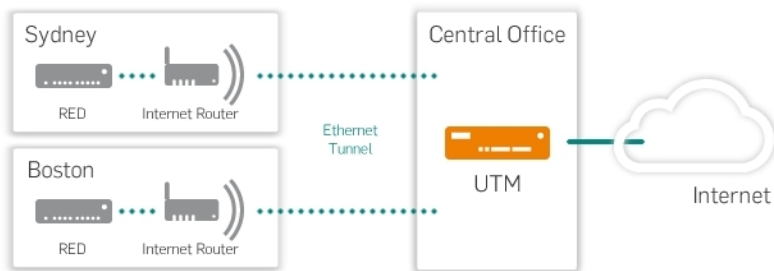 Sydney
RED
Internet Router
Boston
RED
Internet Router
Ethernet
Tunnel
Central Office
UTM
Internet